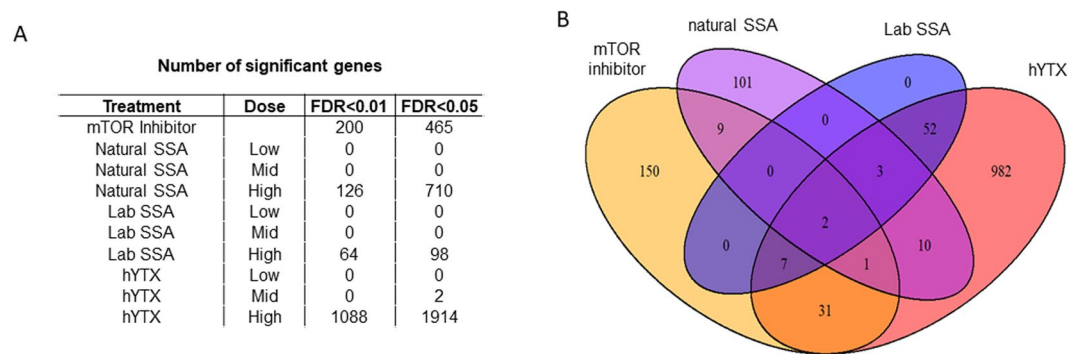 A
Number of significant genes
Treatment Dose FDR<0.01 FDR<0.05
mTOR Inhibitor 200 465
Natural SSA Low 0 0
Natural SSA Mid 0 0
Natural SSA High 126 710
Lab SSA Low 0 0
Lab SSA Mid 0 0
Lab SSA High 64 98
hYTX Low 0 0
hYTX Mid 0 2
hYTX High 1088 1914
B
natural SSA
Lab SSA
mTOR
inhibitor
hYTX
101
0
9
0
52
150
0
3
982
2
0
10
7
1
31